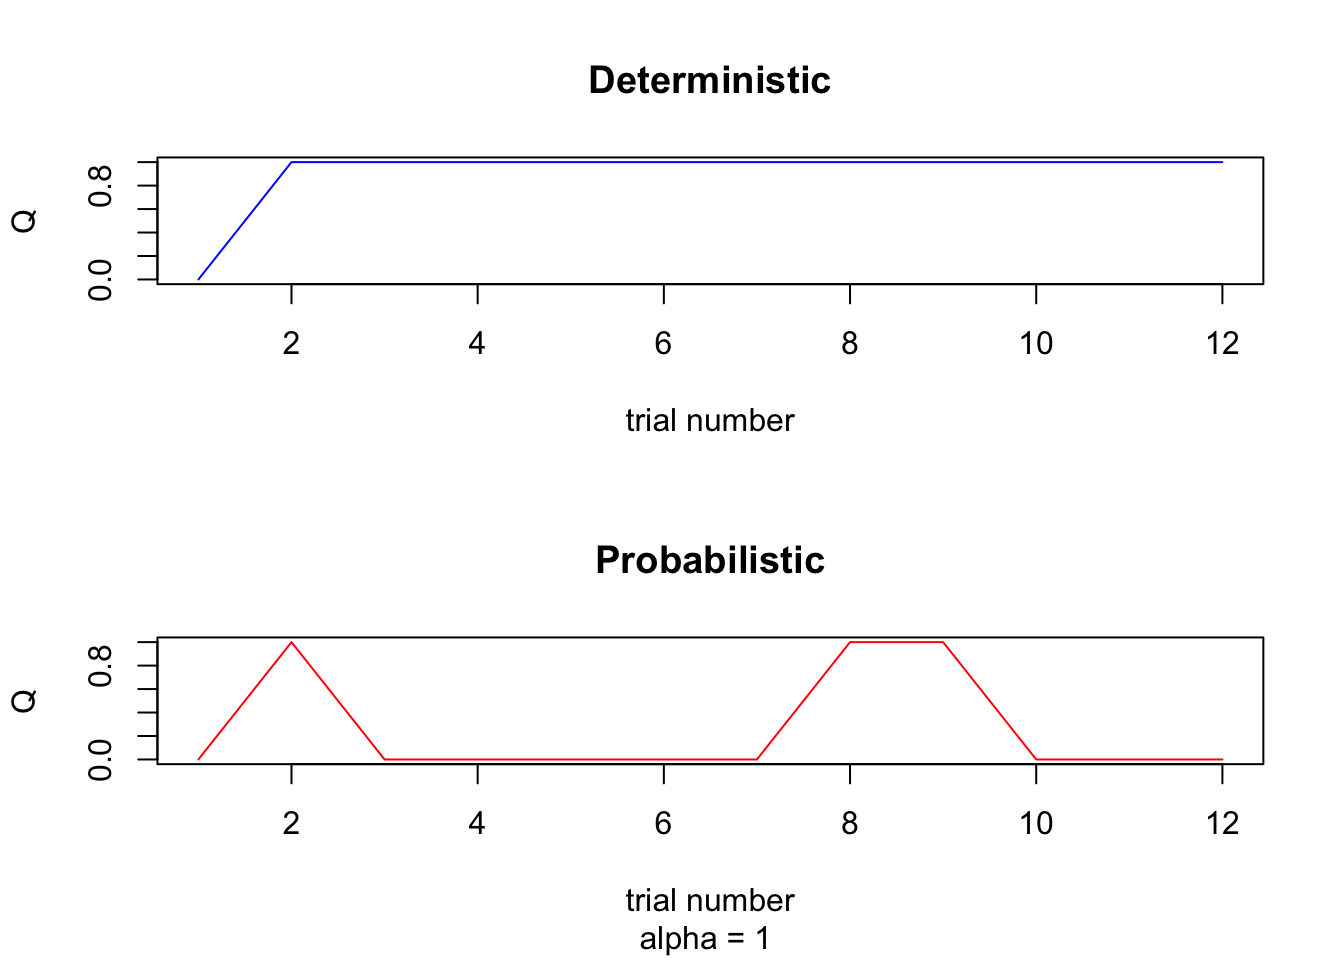 Deterministic
Q
0.8
0.0
2 4 6 8 10 12
trial number
Probabilistic
Q
0.8
0.0
2 4 6 8 10 12
trial number
alpha = 1